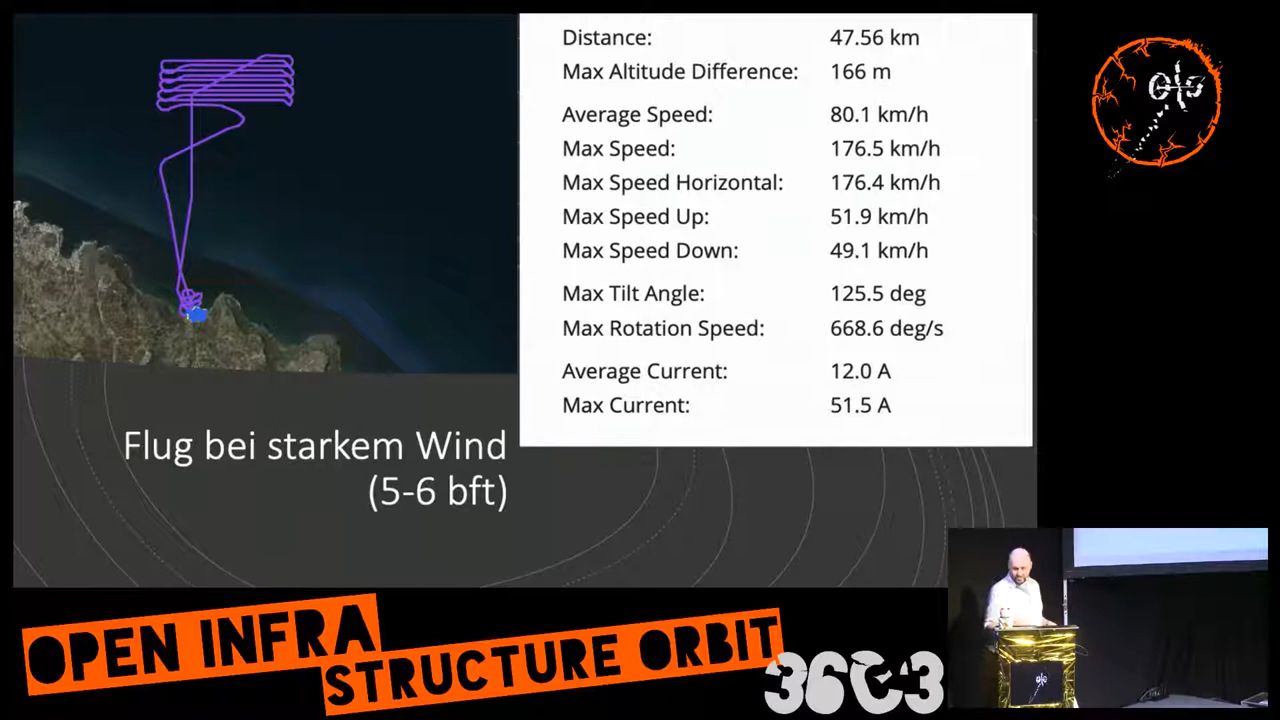 Distance: 47.56 km
Max Altitude Difference: 166 m
Average Speed: 80.1 km/h
Max Speed: 176.5 km/h
Max Speed Horizontal: 176.4 km/h
Max Speed Up: 51.9 km/h
Max Speed Down: 49.1 km/h
Max Tilt Angle: 125.5 deg
Max Rotation Speed: 668.6 deg/s
Average Current: 12.0 A
Max Current: 51.5 A
Flug bei starkem Wind
(5-6 bft)
OPEN INFRA
STRUCTURE ORBIT
36C3